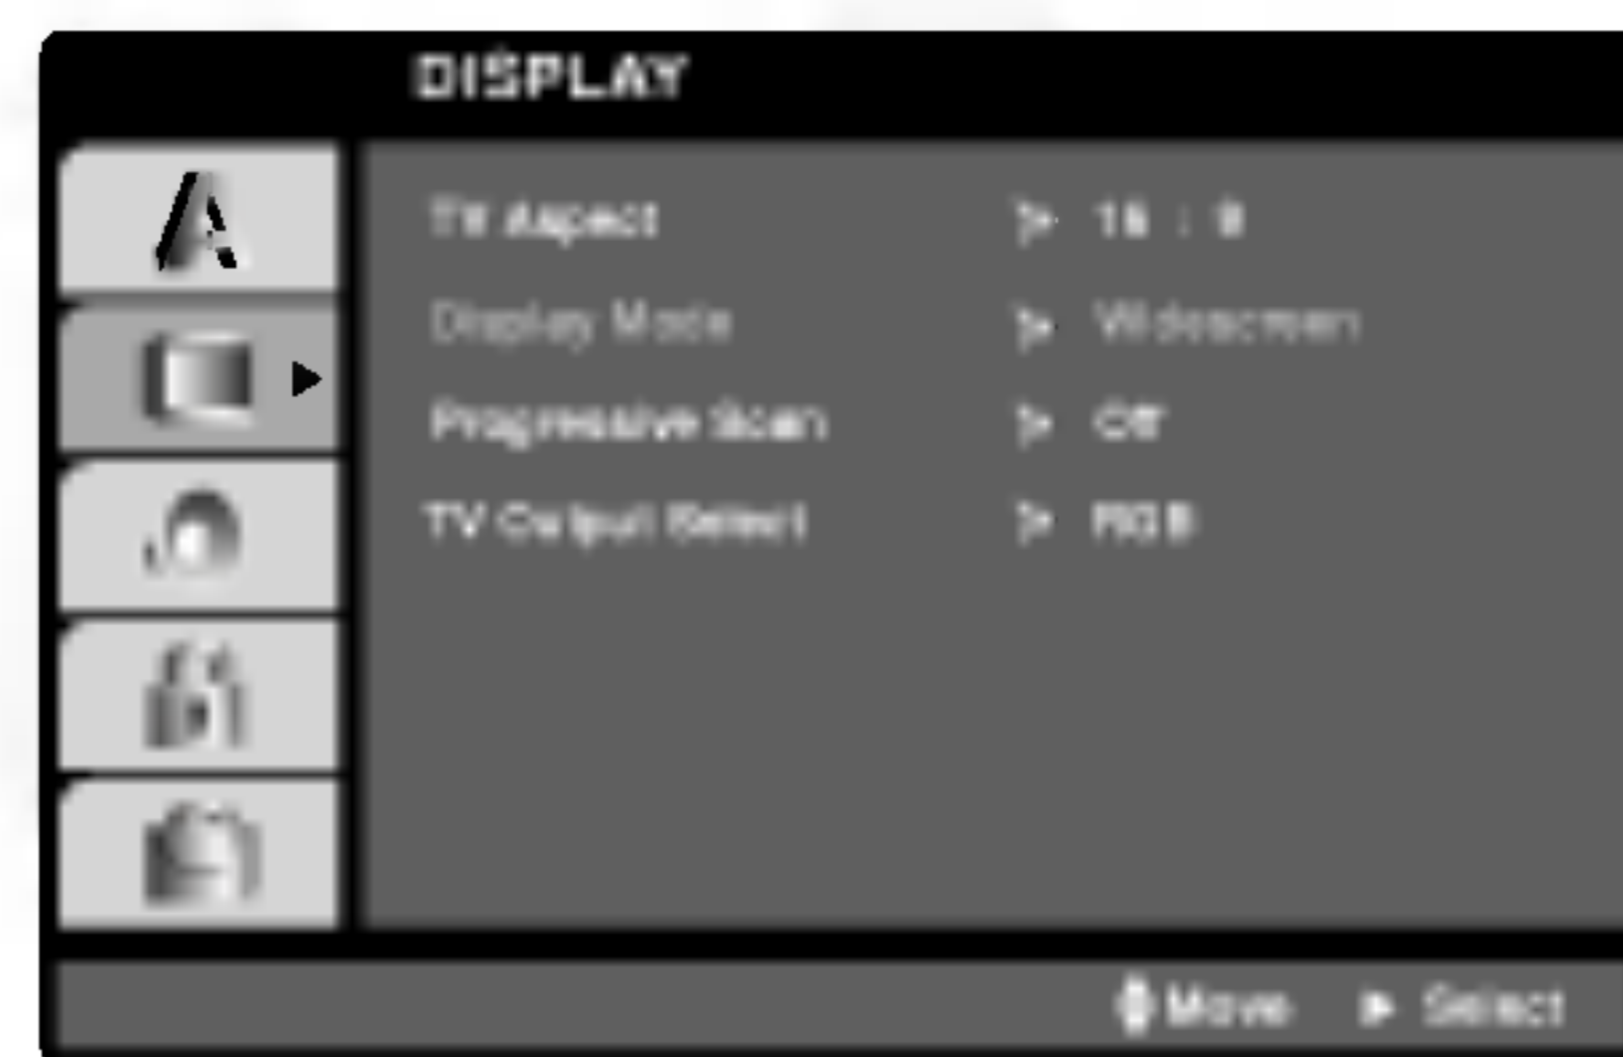 DISPLAY
TV Aspect > 16 : 9
Display Mode > Widescreen
Progressive Scan > Off
TV Output Select > RGB
Move ► Select